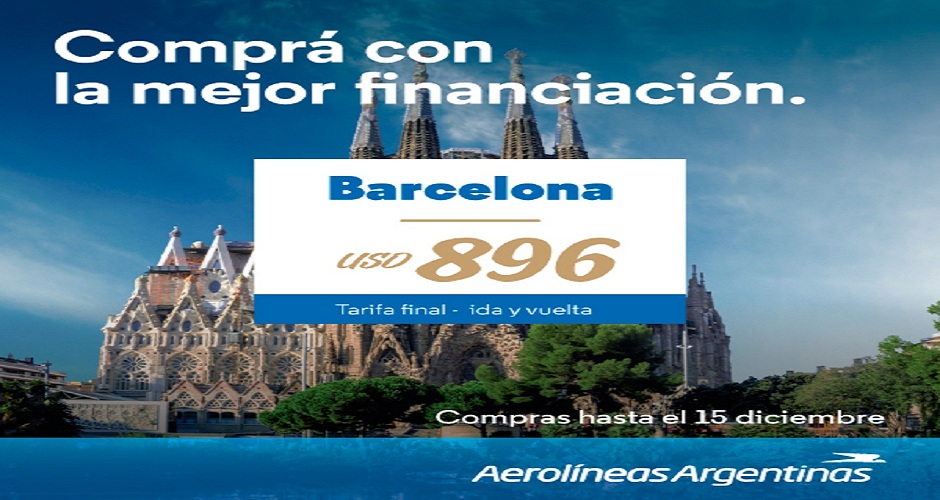 Comprá con
la mejor financiación.
Barcelona
USD 896
Tarifa final - ida y vuelta
Compras hasta el 15 diciembre
Aerolíneas Argentinas